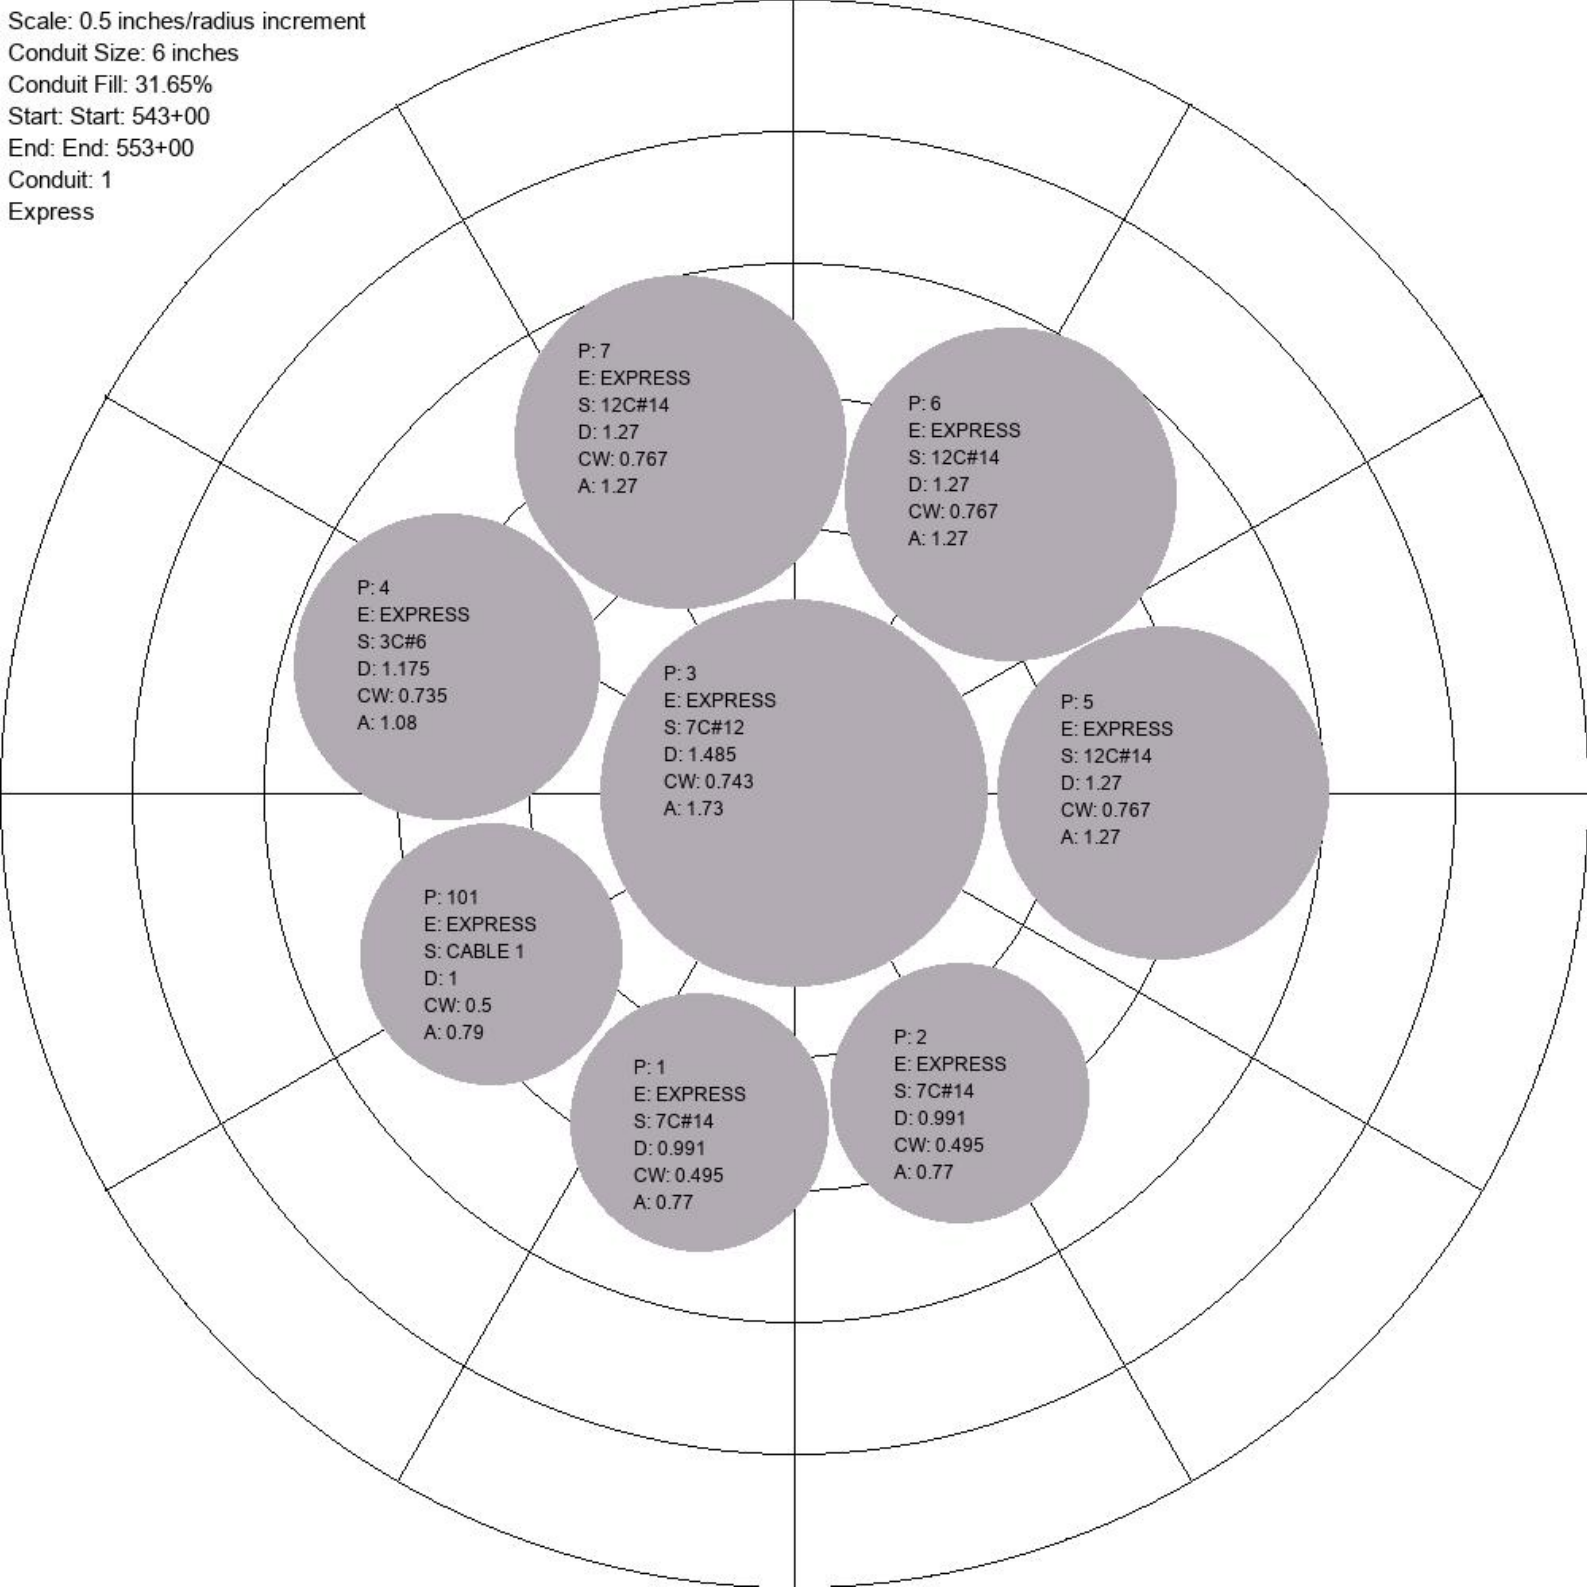 Scale: 0.5 inches/radius increment
Conduit Size: 6 inches
Conduit Fill: 31.65%
Start: Start: 543+00
End: End: 553+00
Conduit: 1
Express
P: 7
E: EXPRESS
S: 12C#14
D: 1.27
CW: 0.767
A: 1.27
P: 6
E: EXPRESS
S: 12C#14
D: 1.27
CW: 0.767
A: 1.27
P: 4
E: EXPRESS
S: 3C#6
D: 1.175
CW: 0.735
A: 1.08
P: 3
E: EXPRESS
S: 7C#12
D: 1.485
CW: 0.743
A: 1.73
P: 5
E: EXPRESS
S: 12C#14
D: 1.27
CW: 0.767
A: 1.27
P: 101
E: EXPRESS
S: CABLE 1
D: 1
CW: 0.5
A: 0.79
P: 1
E: EXPRESS
S: 7C#14
D: 0.991
CW: 0.495
A: 0.77
P: 2
E: EXPRESS
S: 7C#14
D: 0.991
CW: 0.495
A: 0.77